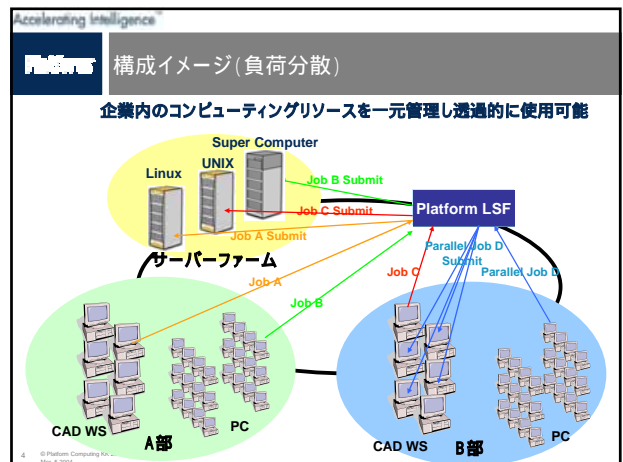 Accelerating Intelligence™
Platform
構成イメージ(負荷分散)
企業内のコンピューティングリソースを一元管理し透過的に使用可能
Super Computer
UNIX
Linux
Job B Submit
Job C Submit
Platform LSF
Job A Submit
サーバーファーム
Parallel Job D
Submit
Parallel Job D
Job C
Job A
Job B
CAD WS
A部
PC
CAD WS
B部
PC
4
© Platform Computing KK